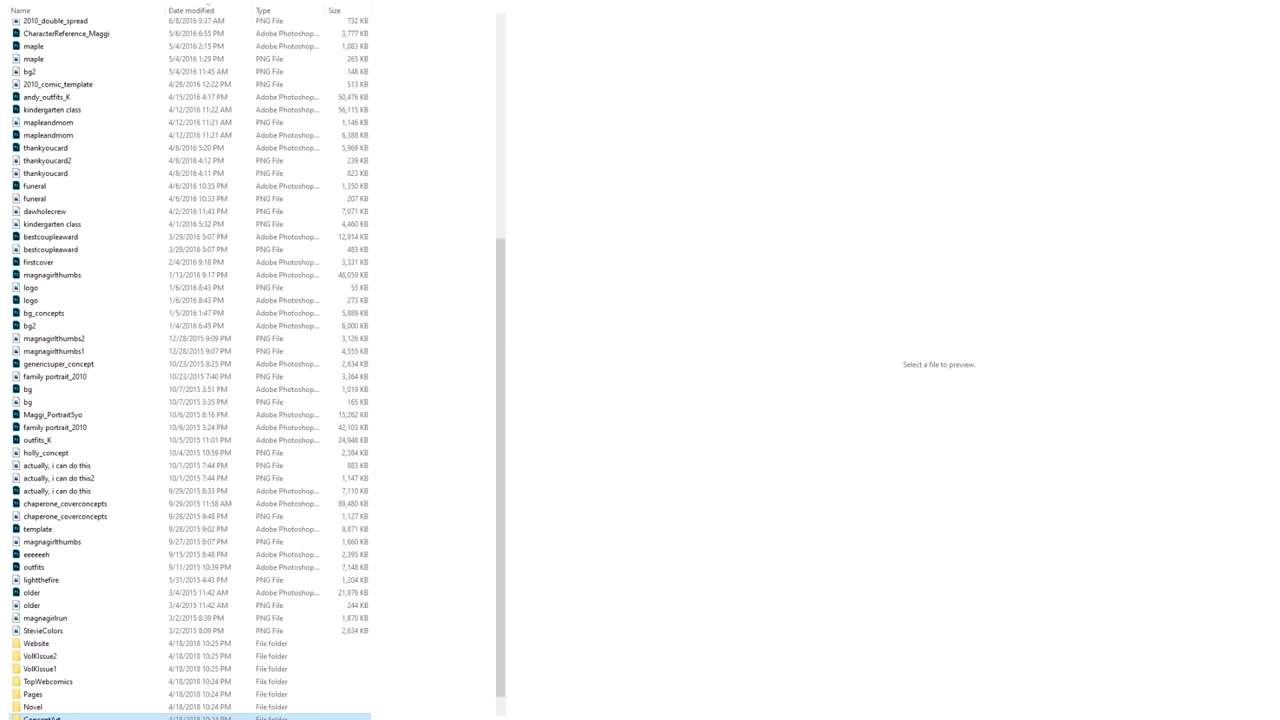 Name Date modified Type Size
2010_double_spread 6/8/2016 9:37 AM PNG File 732 KB
CharacterReference_Maggi 5/6/2016 6:55 PM Adobe Photoshop... 3,777 KB
maple 5/4/2016 2:15 PM Adobe Photoshop... 1,083 KB
maple 5/4/2016 1:29 PM PNG File 265 KB
bg2 5/4/2016 11:45 AM PNG File 148 KB
2010_comic_template 4/28/2016 12:22 PM PNG File 513 KB
andy_outfits_K 4/15/2016 4:17 PM Adobe Photoshop... 50,476 KB
kindergarten class 4/12/2016 11:22 AM Adobe Photoshop... 56,115 KB
mapleandmom 4/12/2016 11:21 AM PNG File 1,146 KB
mapleandmom 4/12/2016 11:21 AM Adobe Photoshop... 6,388 KB
thankyoucard 4/8/2016 5:20 PM Adobe Photoshop... 5,969 KB
thankyoucard2 4/8/2016 4:12 PM PNG File 239 KB
thankyoucard 4/8/2016 4:11 PM PNG File 823 KB
funeral 4/6/2016 10:35 PM Adobe Photoshop... 1,350 KB
funeral 4/6/2016 10:33 PM PNG File 207 KB
dawholecrew 4/2/2016 11:43 PM PNG File 7,071 KB
kindergarten class 4/1/2016 5:32 PM PNG File 4,460 KB
bestcoupleaward 3/29/2016 5:07 PM Adobe Photoshop... 12,914 KB
bestcoupleaward 3/29/2016 5:07 PM PNG File 483 KB
firstcover 2/4/2016 9:18 PM Adobe Photoshop... 3,331 KB
magnagirlthumbs 1/13/2016 9:17 PM Adobe Photoshop... 46,059 KB
logo 1/6/2016 8:43 PM PNG File 55 KB
logo 1/6/2016 8:43 PM Adobe Photoshop... 273 KB
bg_concepts 1/5/2016 1:47 PM Adobe Photoshop... 5,889 KB
bg2 1/4/2016 6:45 PM Adobe Photoshop... 6,000 KB
magnagirlthumbs2 12/28/2015 9:09 PM PNG File 3,126 KB
magnagirlthumbs1 12/28/2015 9:07 PM PNG File 4,555 KB
genericsuper_concept 10/23/2015 8:25 PM Adobe Photoshop... 2,634 KB
family portrait_2010 10/23/2015 7:40 PM PNG File 3,364 KB
bg 10/7/2015 3:51 PM Adobe Photoshop... 1,019 KB
bg 10/7/2015 3:35 PM PNG File 165 KB
Maggi_Portrait5yo 10/6/2015 8:16 PM Adobe Photoshop... 15,262 KB
family portrait_2010 10/6/2015 3:24 PM Adobe Photoshop... 42,103 KB
outfits_K 10/5/2015 11:01 PM Adobe Photoshop... 24,948 KB
holly_concept 10/4/2015 10:59 PM PNG File 2,384 KB
actually, i can do this 10/1/2015 7:44 PM PNG File 883 KB
actually, i can do this2 10/1/2015 7:44 PM PNG File 1,147 KB
actually, i can do this 9/29/2015 8:33 PM Adobe Photoshop... 7,110 KB
chaperone_coverconcepts 9/29/2015 11:58 AM Adobe Photoshop... 89,480 KB
chaperone_coverconcepts 9/28/2015 9:48 PM PNG File 1,127 KB
template 9/28/2015 9:02 PM Adobe Photoshop... 9,871 KB
magnagirlthumbs 9/27/2015 8:07 PM PNG File 1,660 KB
eeeeeeh 9/15/2015 8:48 PM Adobe Photoshop... 2,395 KB
outfits 9/11/2015 10:39 PM Adobe Photoshop... 7,148 KB
lightthefire 5/31/2015 4:43 PM PNG File 1,204 KB
older 3/4/2015 11:42 AM Adobe Photoshop... 21,876 KB
older 3/4/2015 11:42 AM PNG File 244 KB
magnagirlrun 3/2/2015 8:39 PM PNG File 1,870 KB
StevieColors 3/2/2015 8:09 PM PNG File 2,634 KB
Website 4/18/2018 10:25 PM File folder
VolKIssue2 4/18/2018 10:25 PM File folder
VolKIssue1 4/18/2018 10:25 PM File folder
TopWebcomics 4/18/2018 10:24 PM File folder
Pages 4/18/2018 10:24 PM File folder
Novel 4/18/2018 10:24 PM File folder
ConceptArt 4/18/2018 10:24 PM File folder
Select a file to preview.